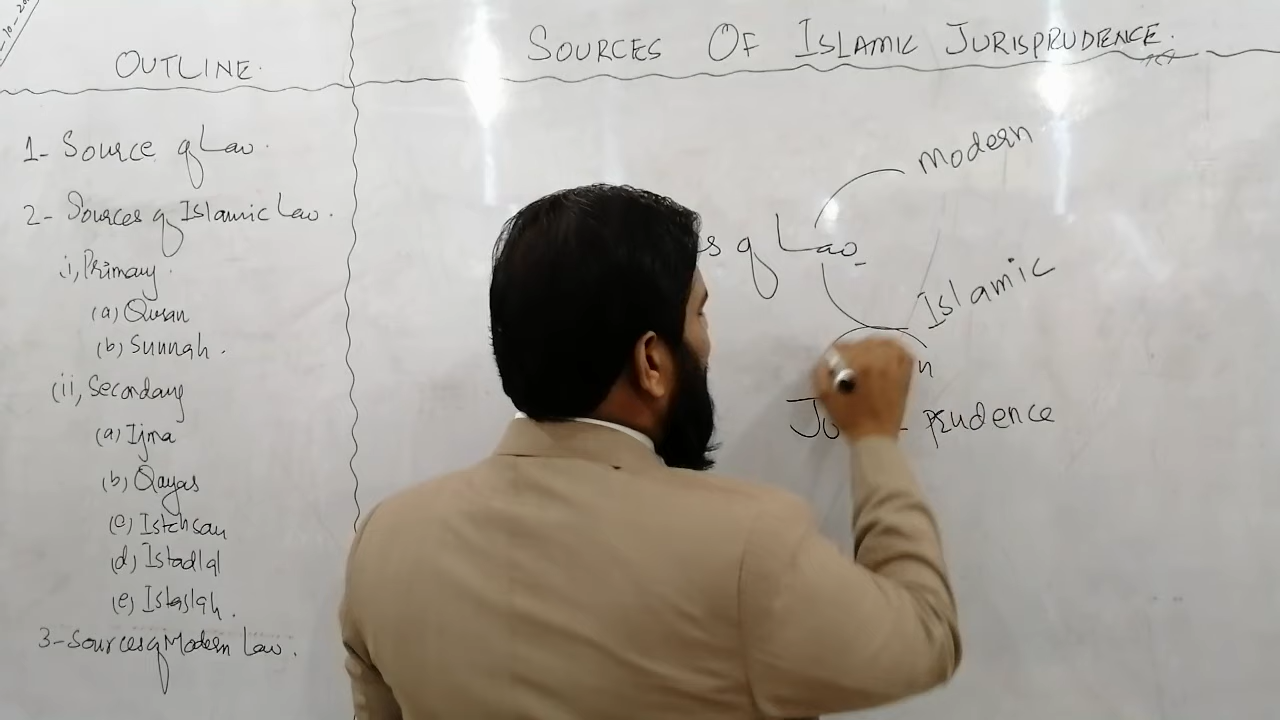 OUTLINE.
1- Source of Law.
2- Sources of Islamic Law.
i, Primary.
(a) Quran
(b) Sunnah.
(ii, Secondary
(a) Ijma
(b) Qayas
(c) Istehsan
(d) Istadlal
(e) Istaslah.
3- Sources of Modern Law.
SOURCES OF ISLAMIC JURISPRUDENCE.
Modern
s of Law
Islamic
n
Ju prudence